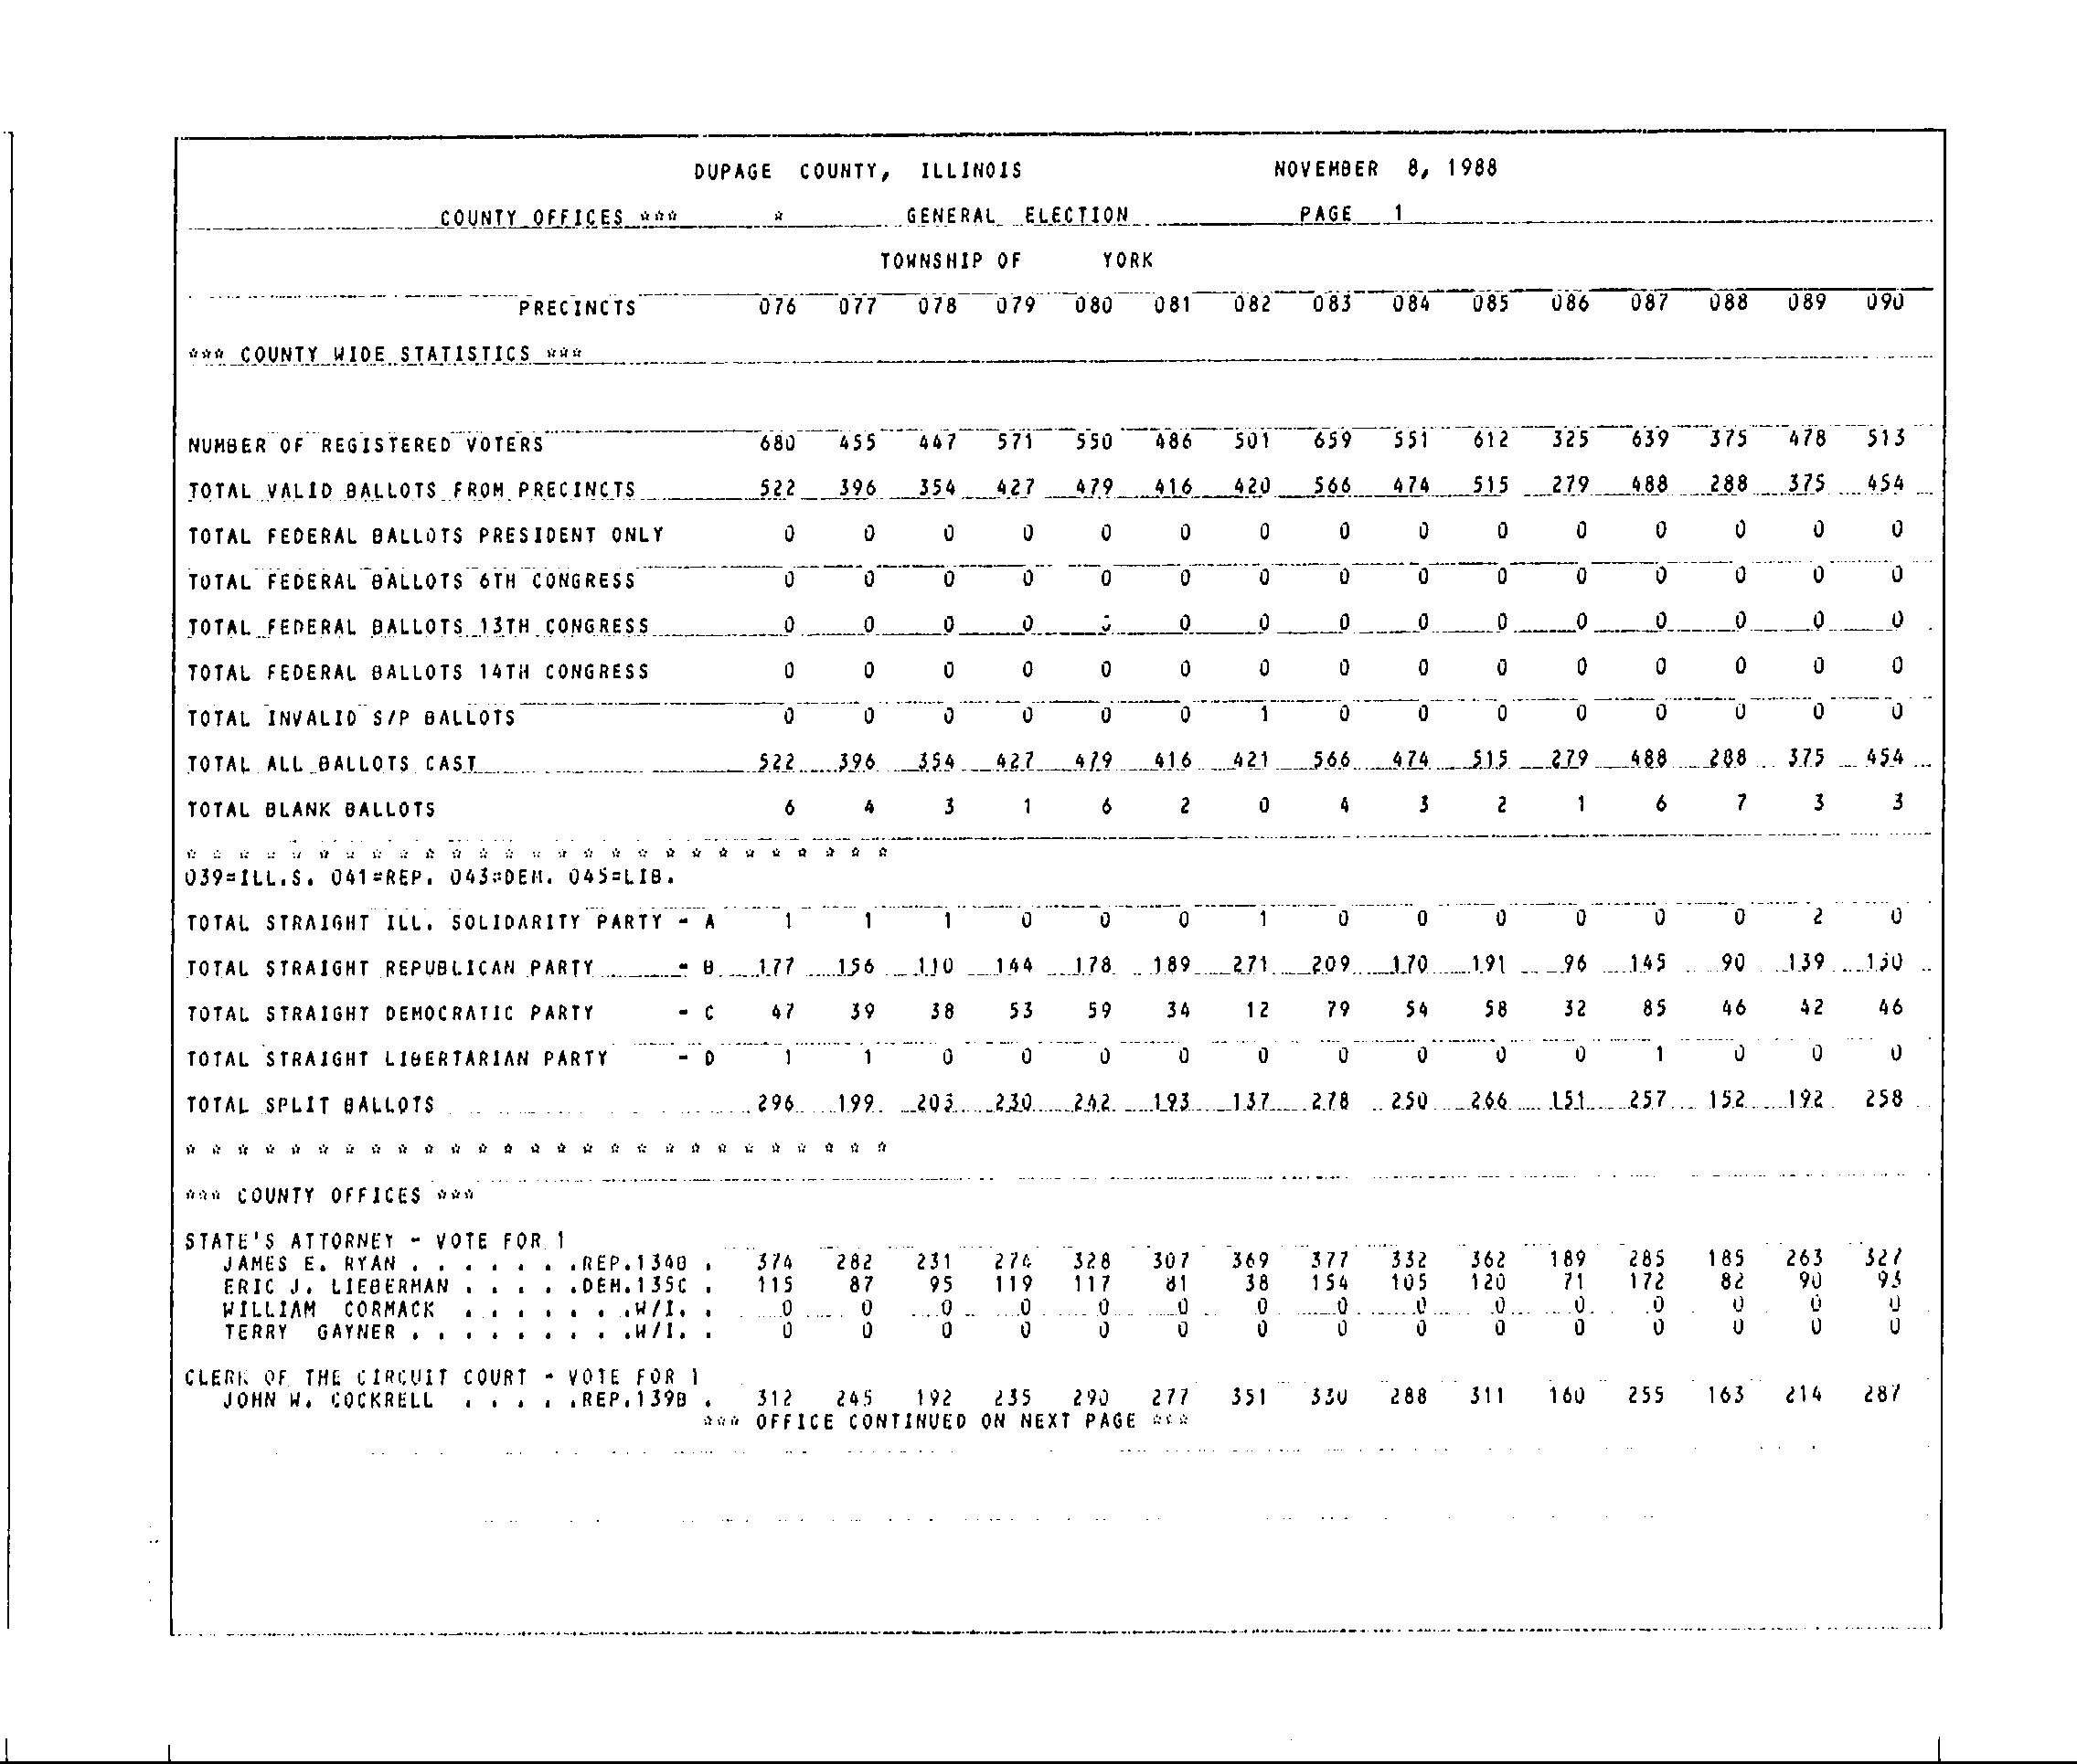 DUPAGE COUNTY, ILLINOIS NOVEMBER 8, 1988
COUNTY OFFICES *** * GENERAL ELECTION PAGE 1
TOWNSHIP OF YORK
PRECINCTS 076 077 078 079 080 081 082 083 084 085 086 087 088 089 090
*** COUNTY WIDE STATISTICS ***
NUMBER OF REGISTERED VOTERS 680 455 447 571 550 486 501 659 551 612 325 639 375 478 513
TOTAL VALID BALLOTS FROM PRECINCTS 522 396 354 427 479 416 420 566 474 515 279 488 288 375 454
TOTAL FEDERAL BALLOTS PRESIDENT ONLY 0 0 0 0 0 0 0 0 0 0 0 0 0 0 0
TOTAL FEDERAL BALLOTS 6TH CONGRESS 0 0 0 0 0 0 0 0 0 0 0 0 0 0 0
TOTAL FEDERAL BALLOTS 13TH CONGRESS 0 0 0 0 0 0 0 0 0 0 0 0 0 0
TOTAL FEDERAL BALLOTS 14TH CONGRESS 0 0 0 0 0 0 0 0 0 0 0 0 0 0 0
TOTAL INVALID S/P BALLOTS 0 0 0 0 0 0 1 0 0 0 0 0 0 0 0
TOTAL ALL BALLOTS CAST 522 396 354 427 479 416 421 566 474 515 279 488 288 375 454
TOTAL BLANK BALLOTS 6 4 3 1 6 2 0 4 3 2 1 6 7 3 3
* * * * * * * * * * * * * * * * * * * * * * * * * * *
039=ILL.S. 041=REP. 043=DEM. 045=LIB.
TOTAL STRAIGHT ILL. SOLIDARITY PARTY - A 1 1 1 0 0 0 1 0 0 0 0 0 0 2 0
TOTAL STRAIGHT REPUBLICAN PARTY - B 177 156 110 144 178 189 271 209 170 191 96 145 90 139 150
TOTAL STRAIGHT DEMOCRATIC PARTY - C 47 39 38 53 59 34 12 79 54 58 32 85 46 42 46
TOTAL STRAIGHT LIBERTARIAN PARTY - D 1 1 0 0 0 0 0 0 0 0 0 1 0 0 0
TOTAL SPLIT BALLOTS 296 199 205 230 242 193 137 278 250 266 151 257 152 192 258
* * * * * * * * * * * * * * * * * * * * * * * * * * *
*** COUNTY OFFICES ***
STATE'S ATTORNEY - VOTE FOR 1
JAMES E. RYAN . . . . . . .REP.134B . 374 282 231 274 328 307 369 377 332 362 189 285 185 263 327
ERIC J. LIEBERMAN . . . . .DEM.135C . 115 87 95 119 117 81 38 154 105 120 71 172 82 90 93
WILLIAM CORMACK . . . . . . .W/I. . 0 0 0 0 0 0 0 0 0 0 0 0 0 0 0
TERRY GAYNER . . . . . . . . .W/I. . 0 0 0 0 0 0 0 0 0 0 0 0 0 0 0
CLERK OF THE CIRCUIT COURT - VOTE FOR 1
JOHN W. COCKRELL . . . . .REP.139B . 312 245 192 235 290 277 351 330 288 311 160 255 163 214 287
*** OFFICE CONTINUED ON NEXT PAGE ***